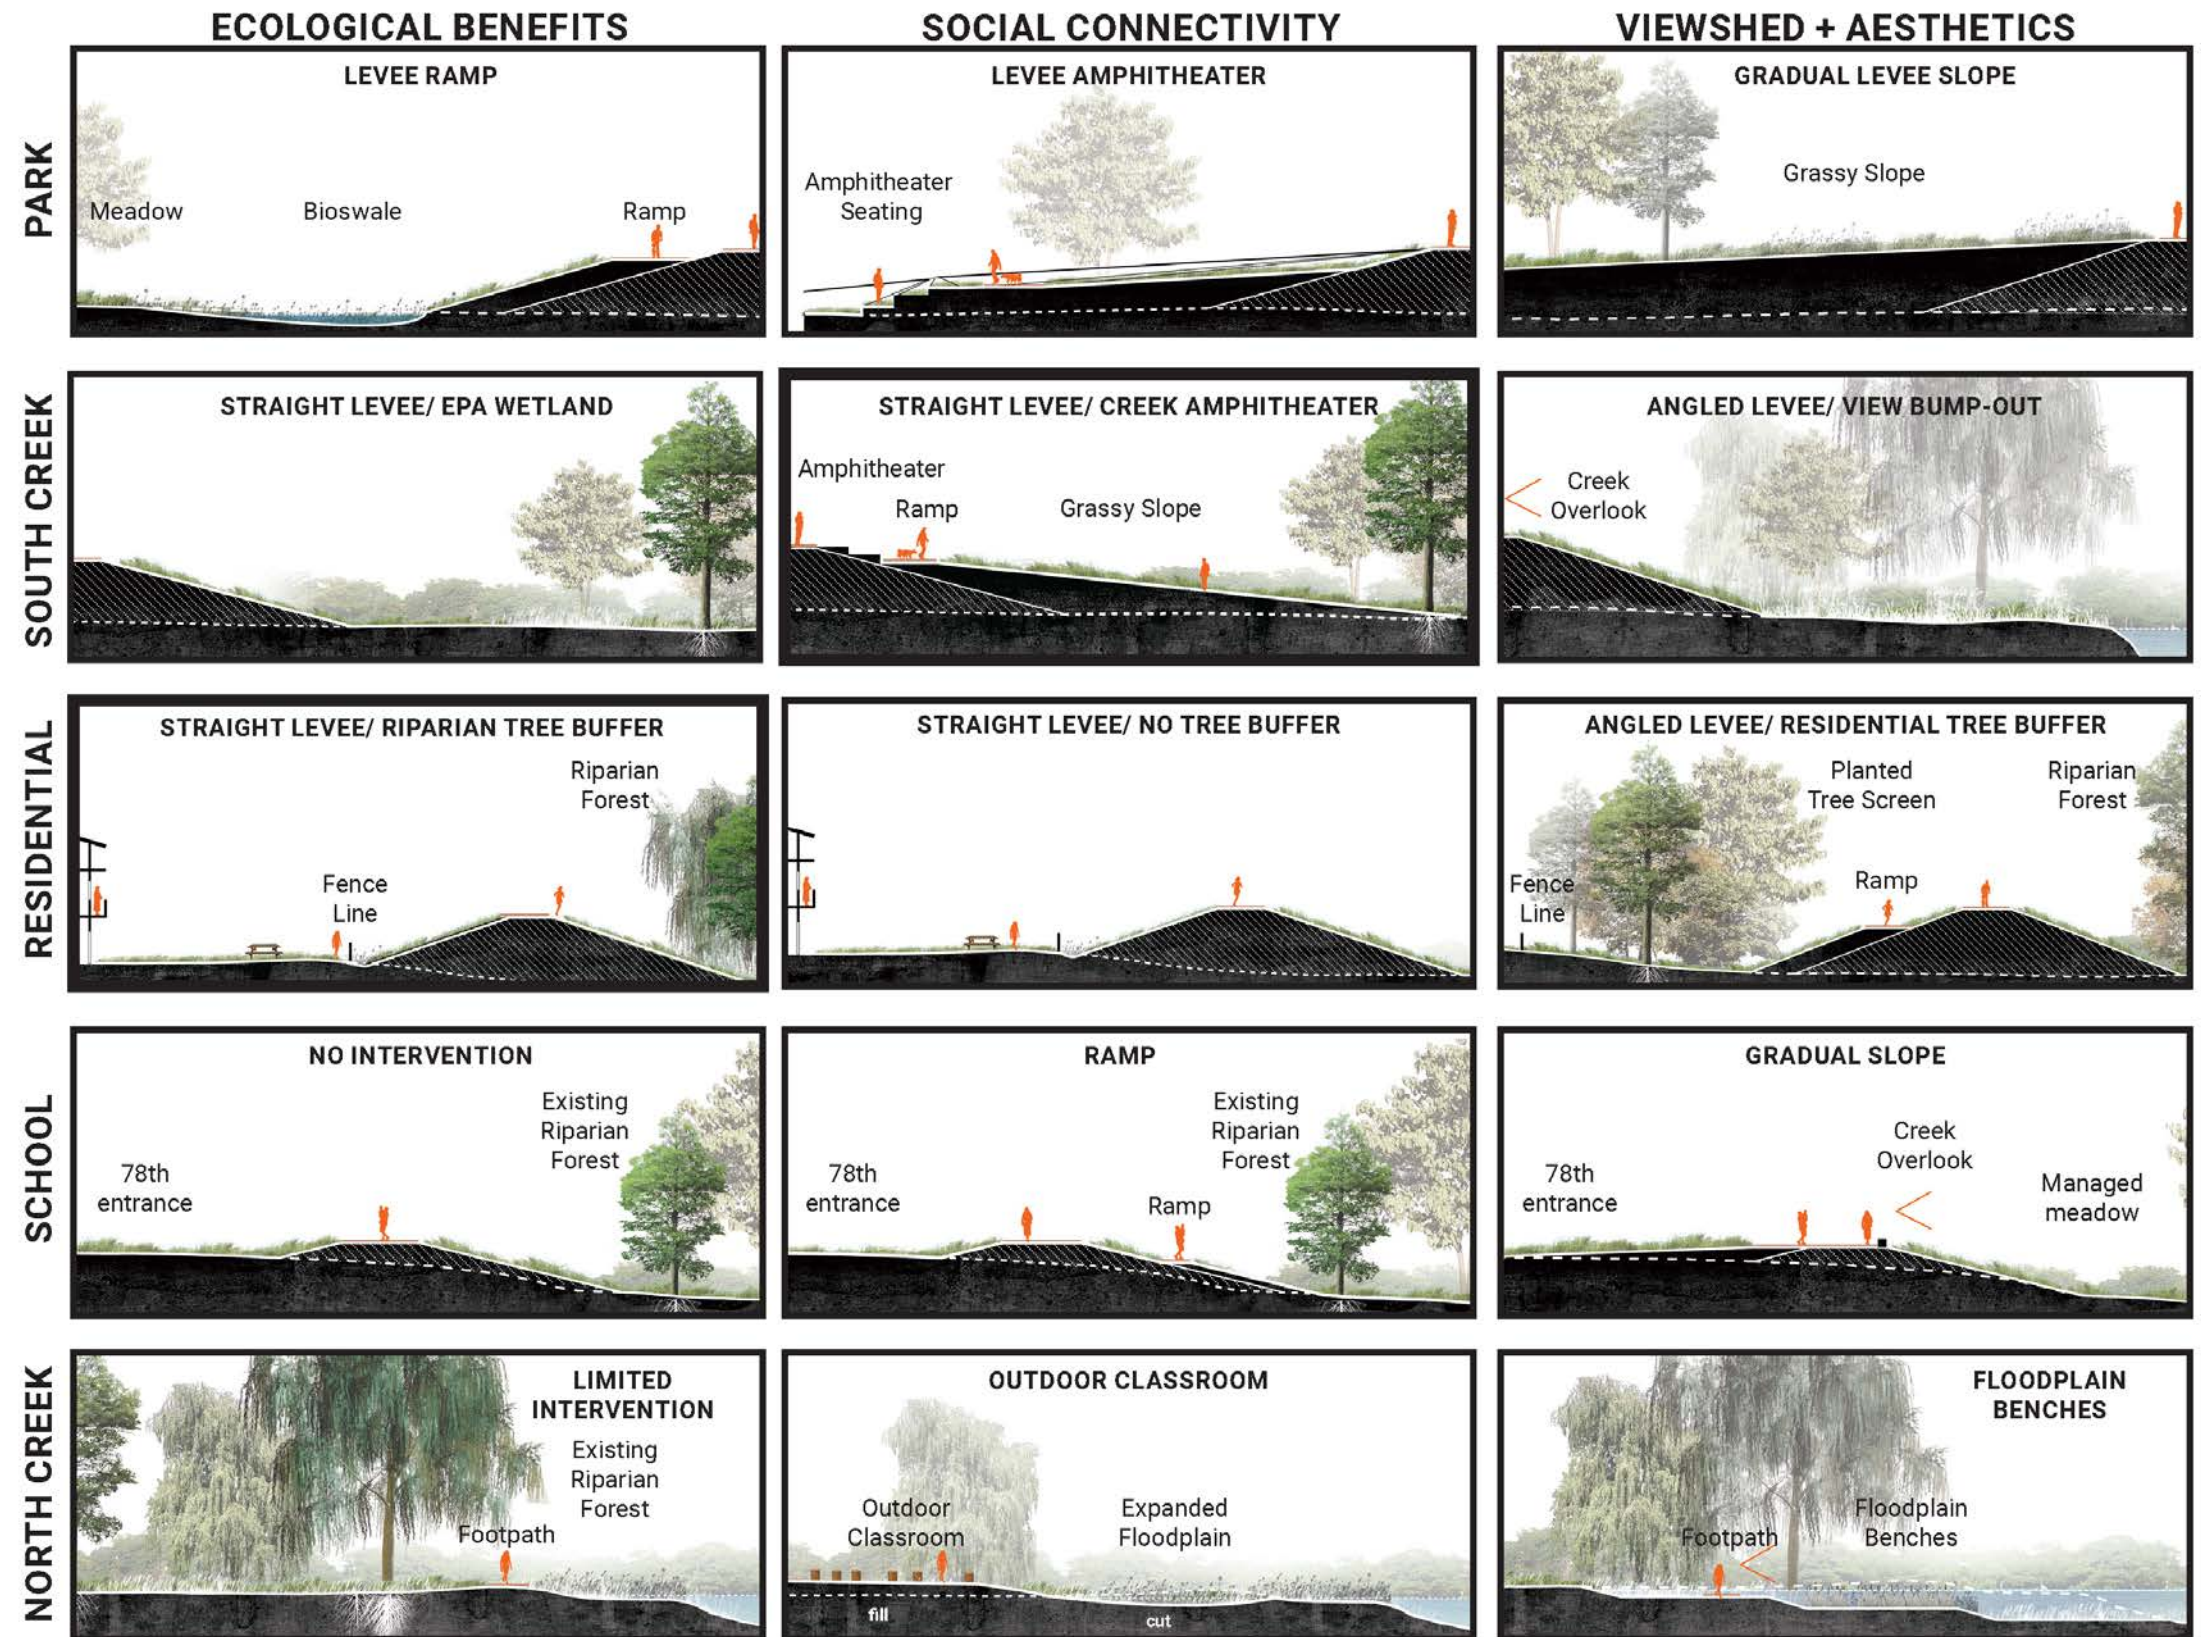 ECOLOGICAL BENEFITS
SOCIAL CONNECTIVITY
VIEWSHED + AESTHETICS
PARK
LEVEE RAMP
Meadow
Bioswale
Ramp
LEVEE AMPHITHEATER
Amphitheater
Seating
GRADUAL LEVEE SLOPE
Grassy Slope
SOUTH CREEK
STRAIGHT LEVEE/ EPA WETLAND
STRAIGHT LEVEE/ CREEK AMPHITHEATER
Amphitheater
Ramp
Grassy Slope
ANGLED LEVEE/ VIEW BUMP-OUT
Creek
Overlook
RESIDENTIAL
STRAIGHT LEVEE/ RIPARIAN TREE BUFFER
Riparian
Forest
Fence
Line
STRAIGHT LEVEE/ NO TREE BUFFER
ANGLED LEVEE/ RESIDENTIAL TREE BUFFER
Planted
Tree Screen
Riparian
Forest
Fence
Line
Ramp
SCHOOL
NO INTERVENTION
Existing
Riparian
Forest
78th
entrance
RAMP
Existing
Riparian
Forest
78th
entrance
Ramp
GRADUAL SLOPE
Creek
Overlook
78th
entrance
Managed
meadow
NORTH CREEK
LIMITED
INTERVENTION
Existing
Riparian
Forest
Footpath
OUTDOOR CLASSROOM
Outdoor
Classroom
Expanded
Floodplain
fill
cut
FLOODPLAIN
BENCHES
Floodplain
Benches
Footpath